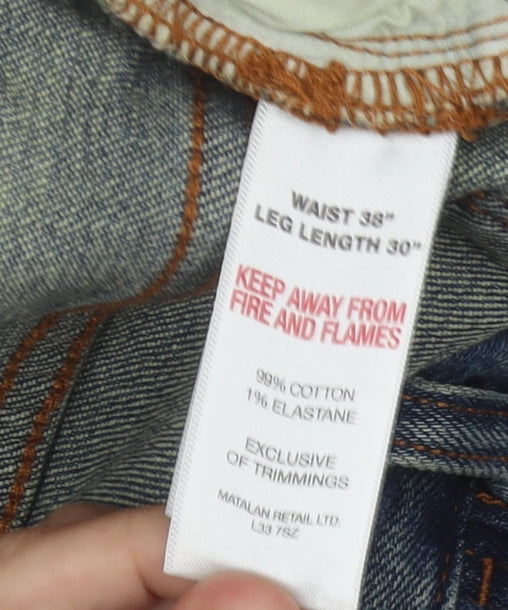 WAIST 38"
LEG LENGTH 30"
KEEP AWAY FROM
FIRE AND FLAMES
99% COTTON
1% ELASTANE
EXCLUSIVE
OF TRIMMINGS
MATALAN RETAIL LTD.
L33 7SZ